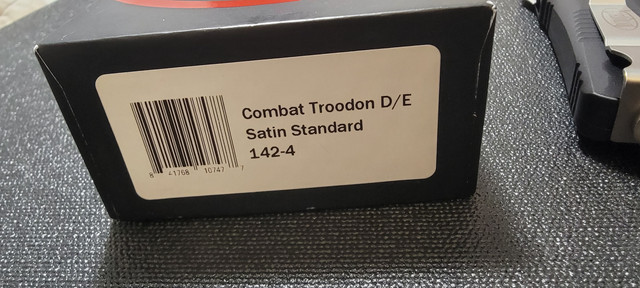 Combat Troodon D/E
Satin Standard
142-4
8 41768 10747 7